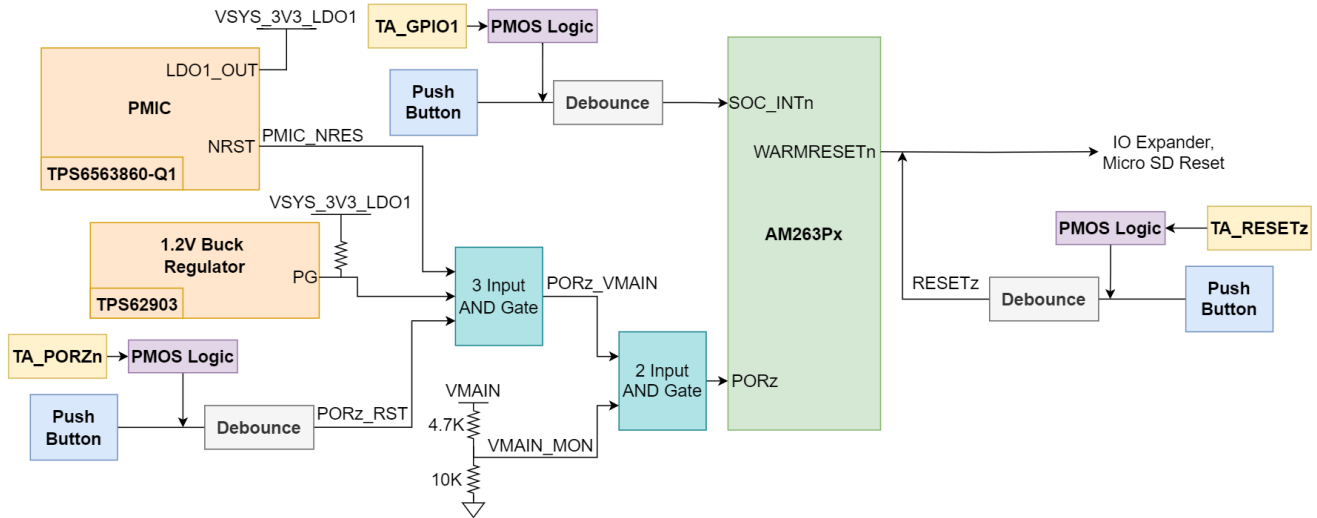 VSYS_3V3_LDO1
TA_GPIO1
PMOS Logic
LDO1_OUT
PMIC
Push
Button
Debounce
SOC_INTn
NRST
PMIC_NRES
WARMRESETn
IO Expander,
Micro SD Reset
TPS6563860-Q1
VSYS_3V3_LDO1
PMOS Logic
TA_RESETz
AM263Px
1.2V Buck
Regulator
PG
TPS62903
3 Input
AND Gate
PORz_VMAIN
RESETz
Debounce
Push
Button
TA_PORZn
PMOS Logic
2 Input
AND Gate
PORz
Push
Button
Debounce
PORz_RST
VMAIN
4.7K
VMAIN_MON
10K